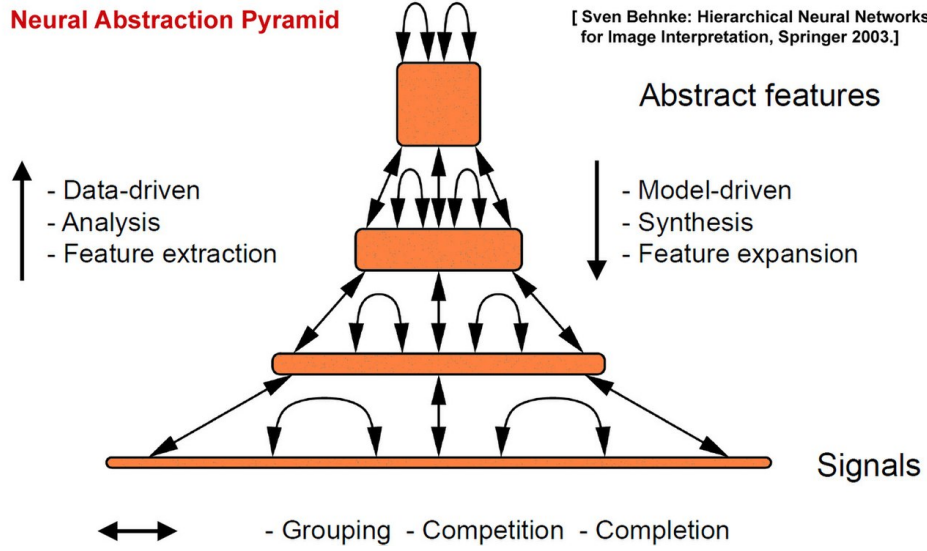 Neural Abstraction Pyramid
[ Sven Behnke: Hierarchical Neural Networks
for Image Interpretation, Springer 2003.]
Abstract features
- Data-driven
- Analysis
- Feature extraction
- Model-driven
- Synthesis
- Feature expansion
Signals
- Grouping - Competition - Completion